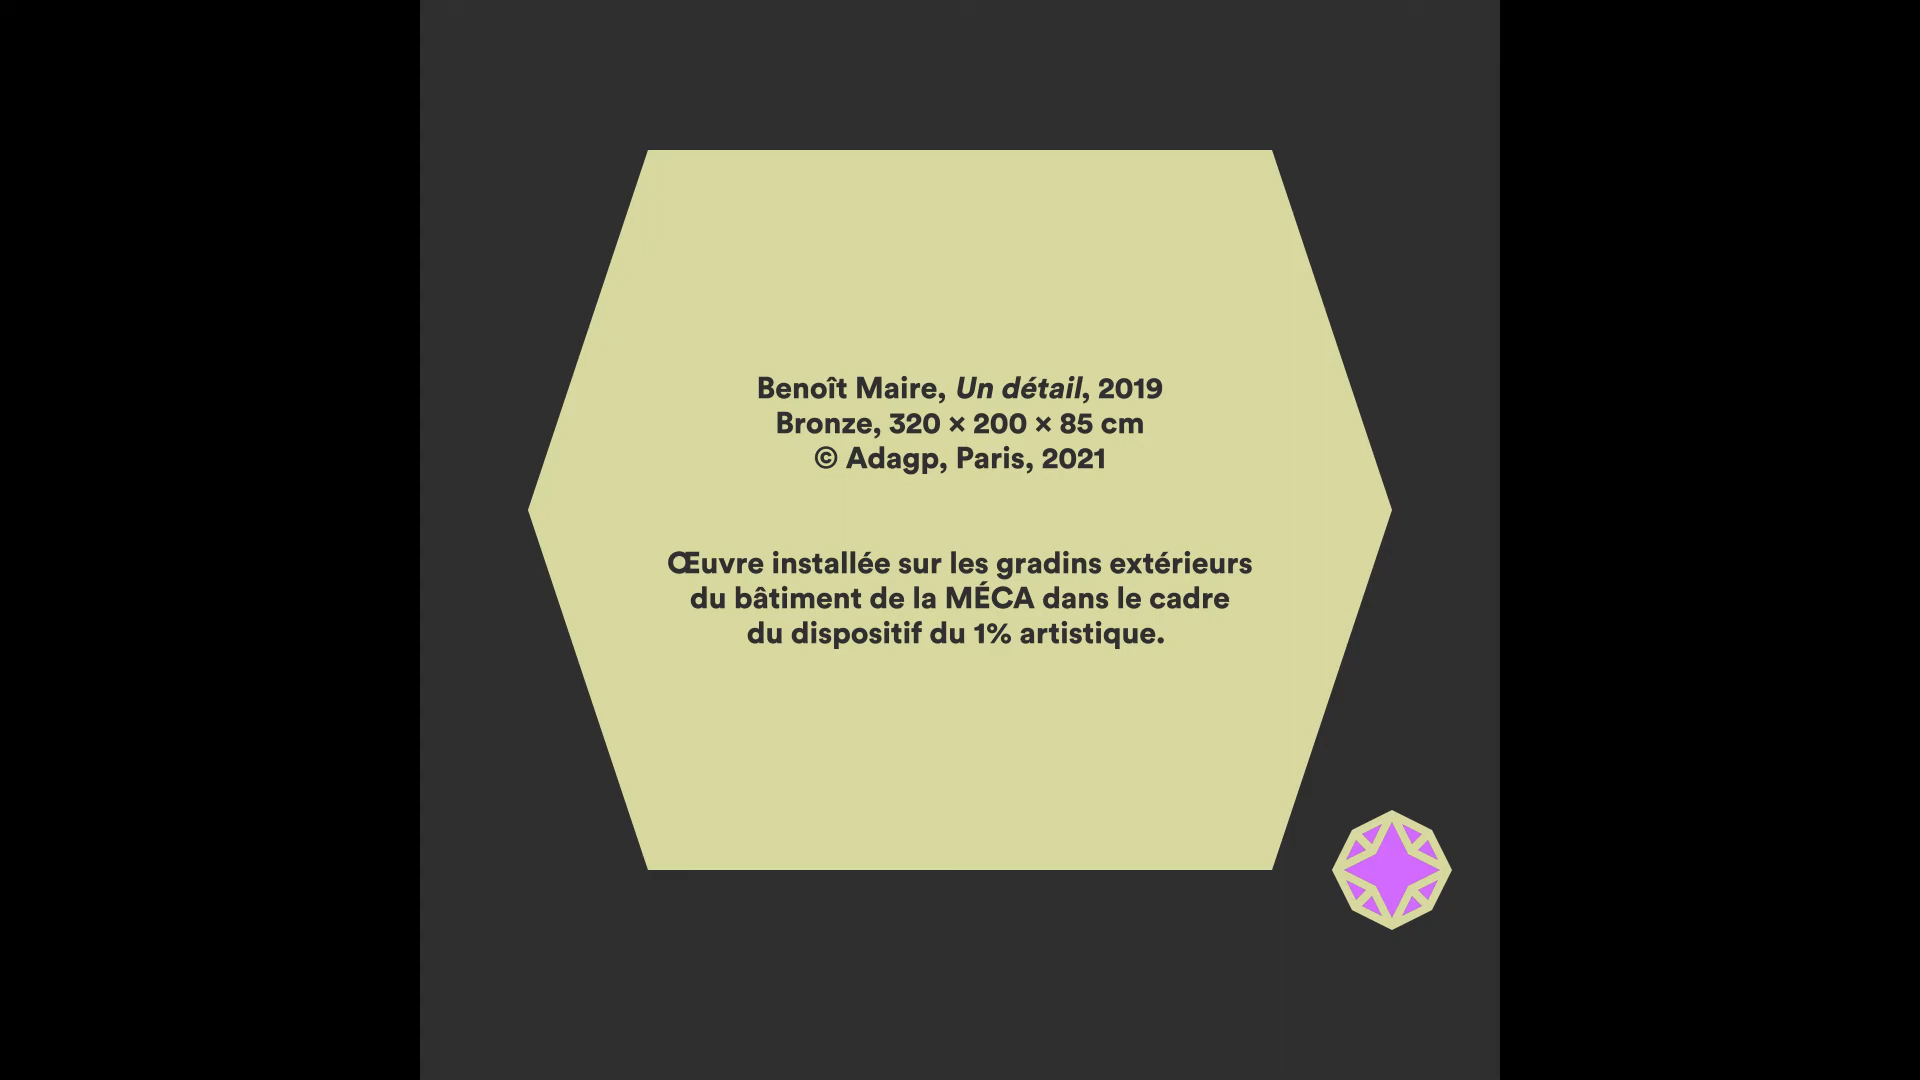 Benoît Maire, Un détail, 2019
Bronze, 320 × 200 × 85 cm
© Adagp, Paris, 2021
Œuvre installée sur les gradins extérieurs
du bâtiment de la MÉCA dans le cadre
du dispositif du 1% artistique.